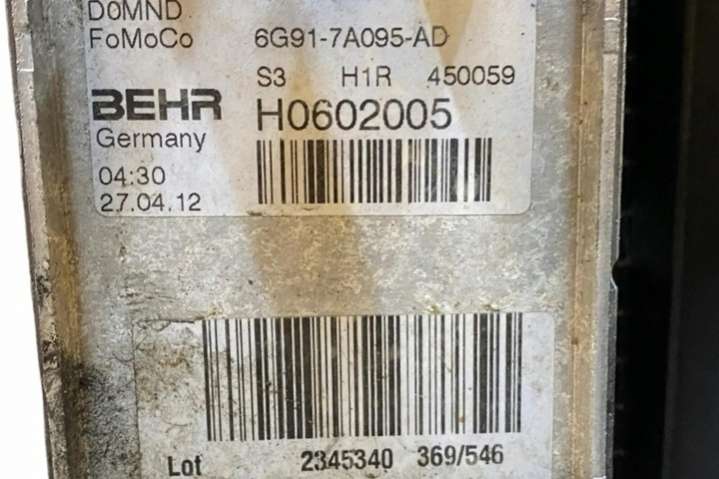 D0MND
FoMoCo 6G91-7A095-AD
S3 H1R 450059
BEHR H0602005
Germany
04:30
27.04.12
Lot 2345340 369/546